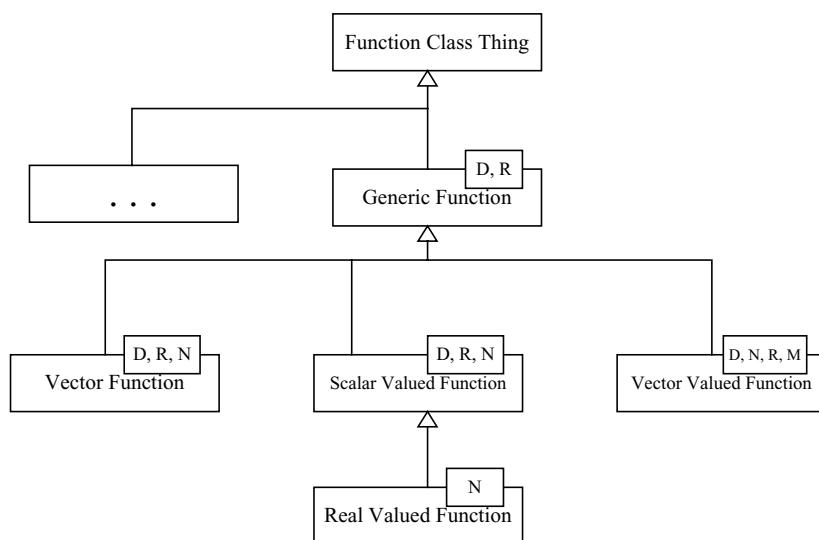 Function Class Thing
D, R
. . .
Generic Function
D, R, N
D, R, N
D, N, R, M
Vector Function
Scalar Valued Function
Vector Valued Function
N
Real Valued Function